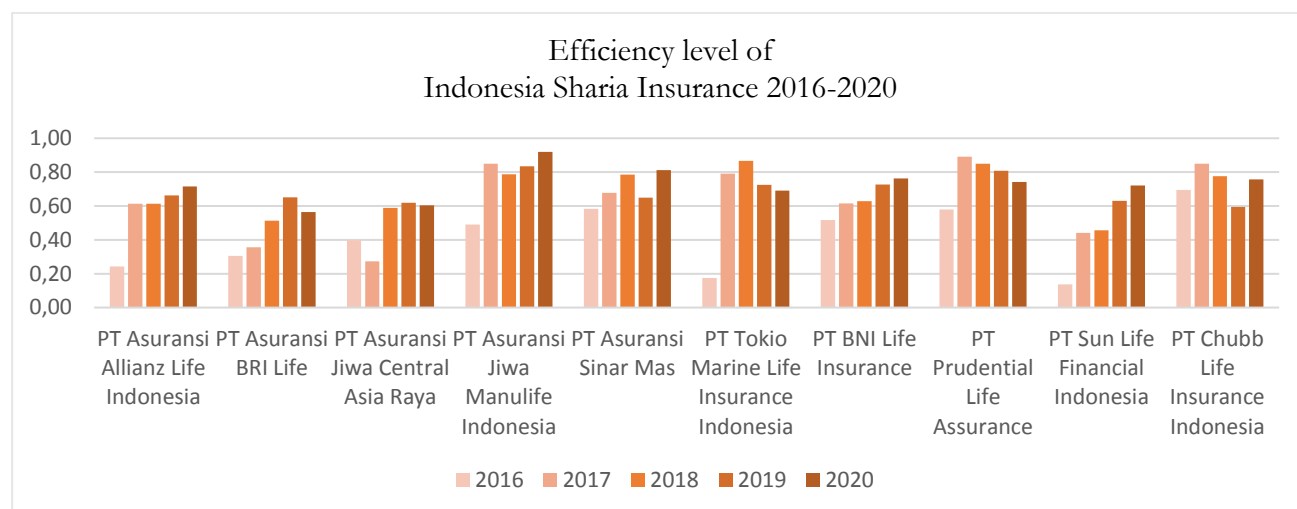 Efficiency level of
Indonesia Sharia Insurance 2016-2020
1,00
0,80
0,60
0,40
0,20
0,00
PT Asuransi
Allianz Life
Indonesia
PT Asuransi
BRI Life
PT Asuransi
Jiwa Central
Asia Raya
PT Asuransi
Jiwa
Manulife
Indonesia
PT Asuransi
Sinar Mas
PT Tokio
Marine Life
Insurance
Indonesia
PT BNI Life
Insurance
PT
Prudential
Life
Assurance
PT Sun Life
Financial
Indonesia
PT Chubb
Life
Insurance
Indonesia
2016 2017 2018 2019 2020